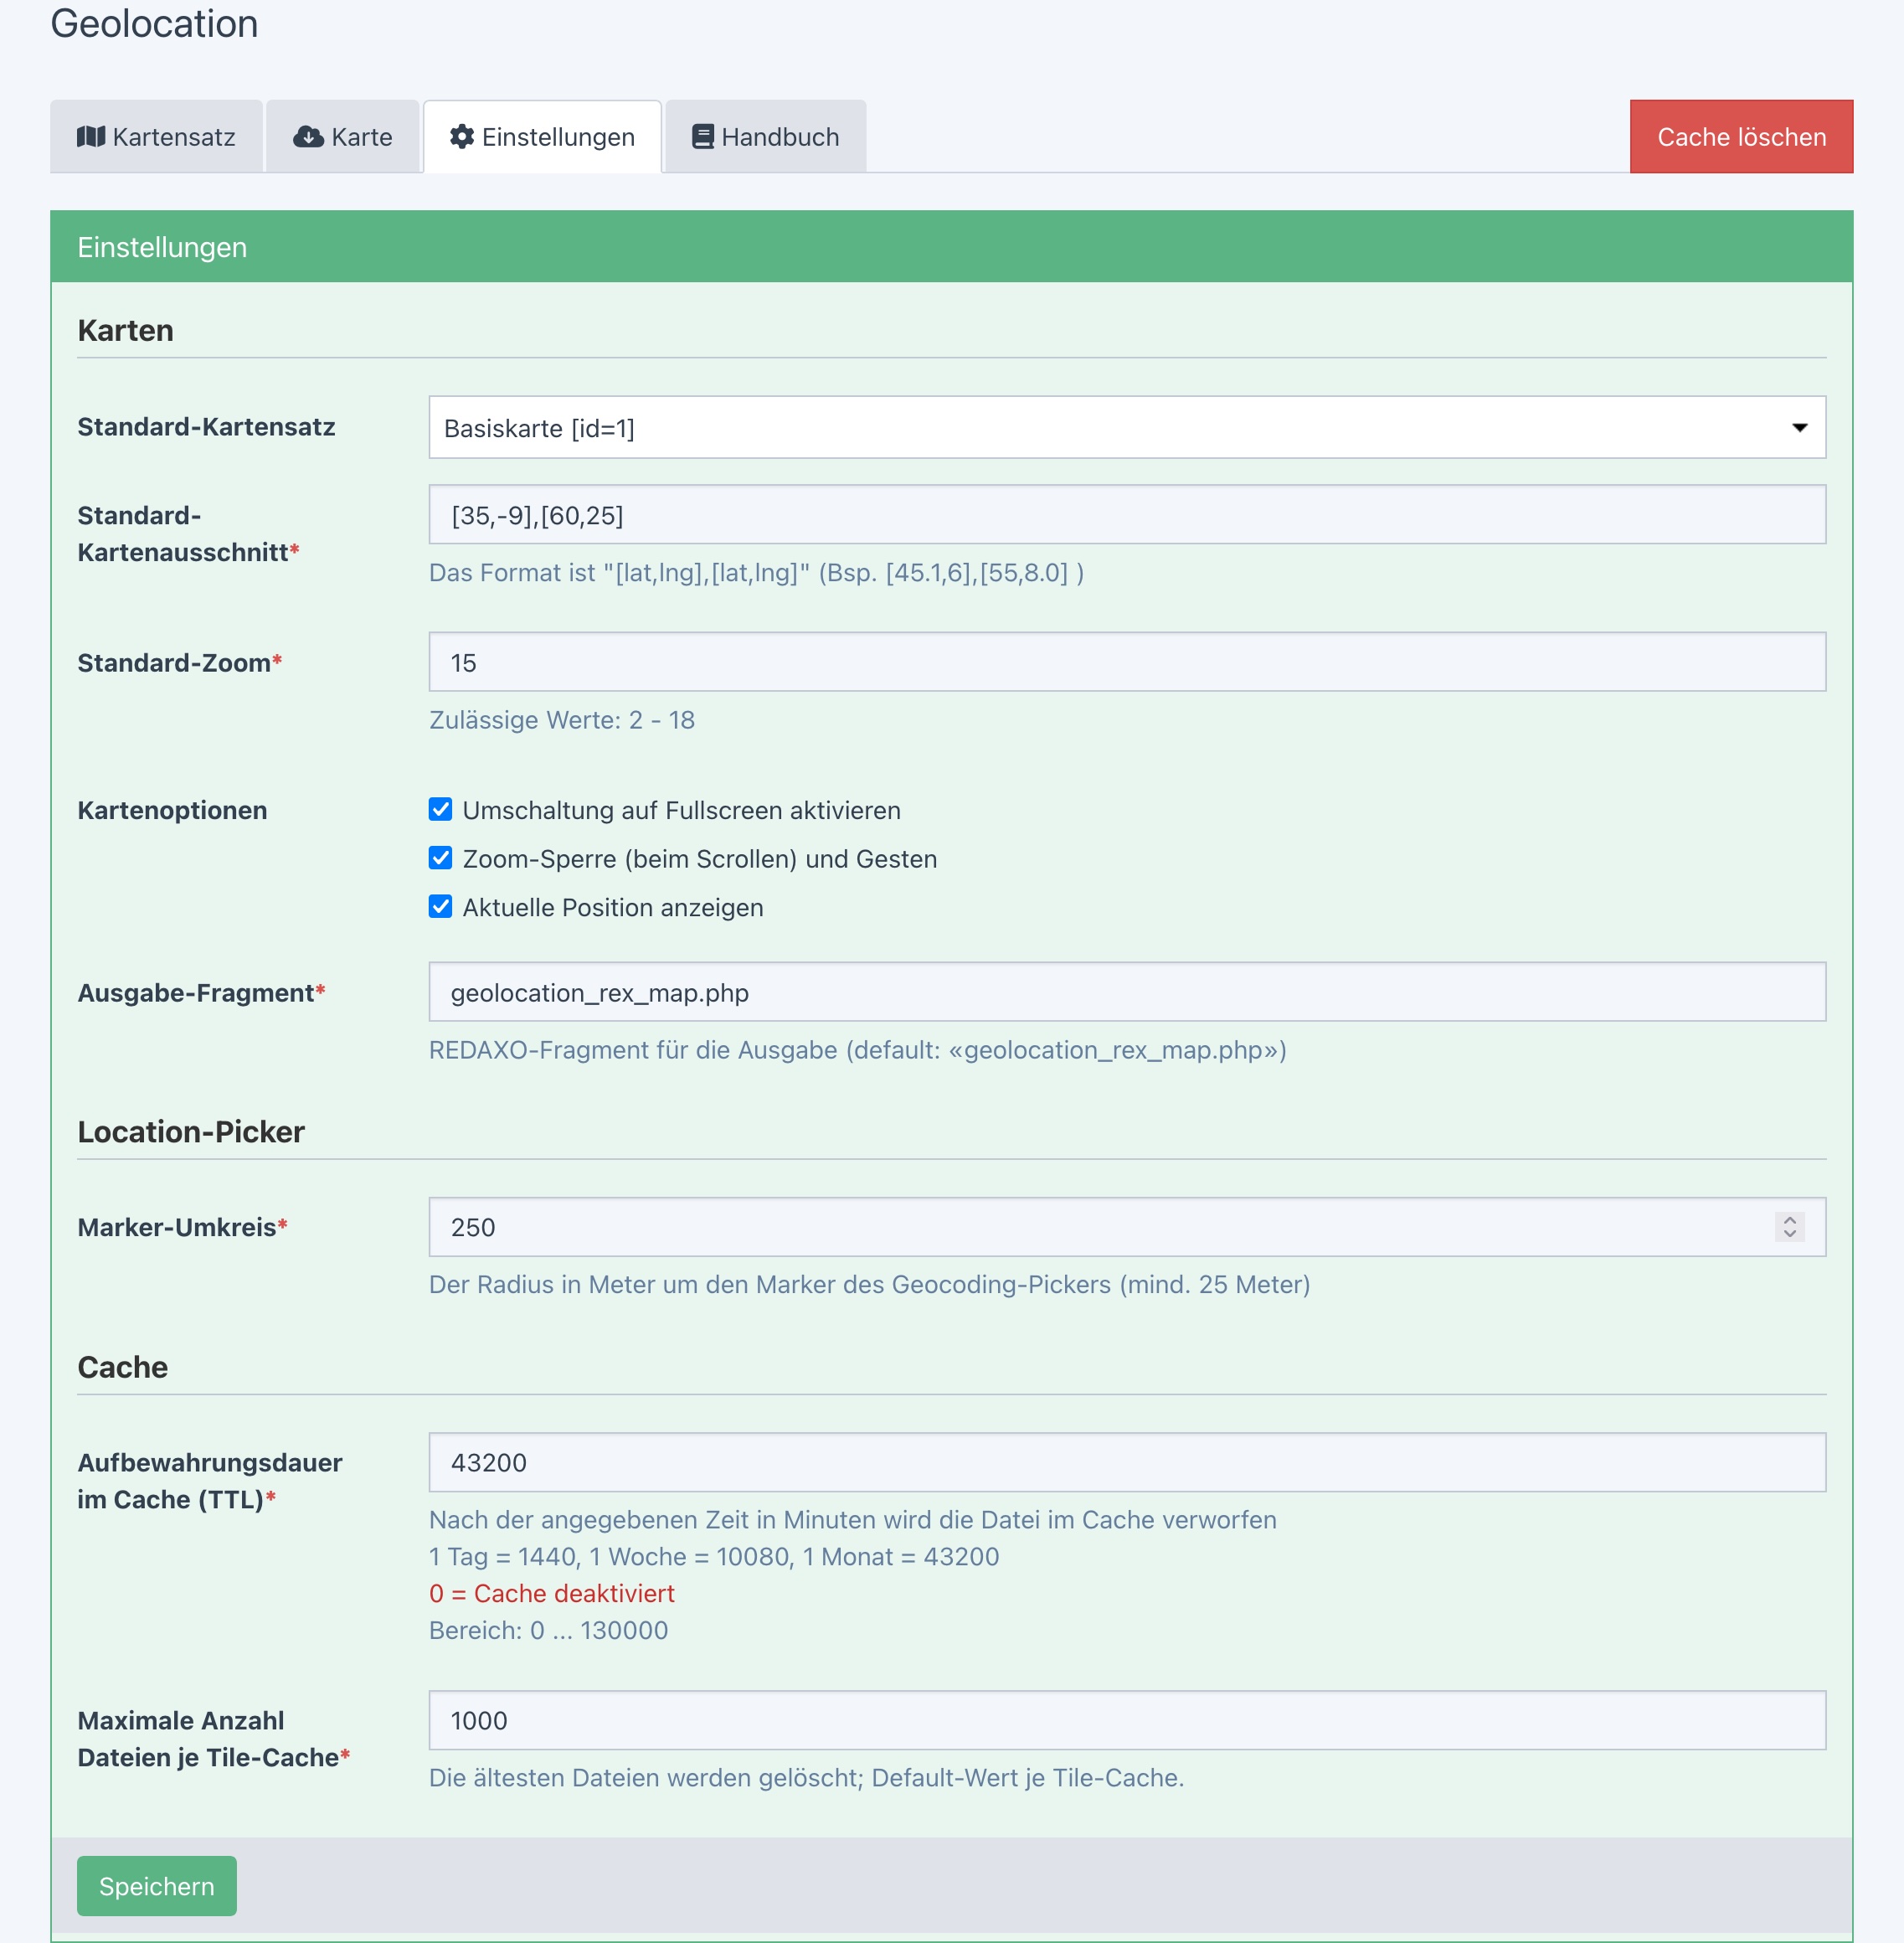 Geolocation
Kartensatz
Karte
Einstellungen
Handbuch
Cache löschen
Einstellungen
Karten
Standard-Kartensatz
Basiskarte [id=1]
Standard-
Kartenausschnitt*
[35,-9],[60,25]
Das Format ist "[lat,lng],[lat,lng]" (Bsp. [45.1,6],[55,8.0] )
Standard-Zoom*
15
Zulässige Werte: 2 - 18
Kartenoptionen
Umschaltung auf Fullscreen aktivieren
Zoom-Sperre (beim Scrollen) und Gesten
Aktuelle Position anzeigen
Ausgabe-Fragment*
geolocation_rex_map.php
REDAXO-Fragment für die Ausgabe (default: «geolocation_rex_map.php»)
Location-Picker
Marker-Umkreis*
250
Der Radius in Meter um den Marker des Geocoding-Pickers (mind. 25 Meter)
Cache
Aufbewahrungsdauer
im Cache (TTL)*
43200
Nach der angegebenen Zeit in Minuten wird die Datei im Cache verworfen
1 Tag = 1440, 1 Woche = 10080, 1 Monat = 43200
0 = Cache deaktiviert
Bereich: 0 ... 130000
Maximale Anzahl
Dateien je Tile-Cache*
1000
Die ältesten Dateien werden gelöscht; Default-Wert je Tile-Cache.
Speichern